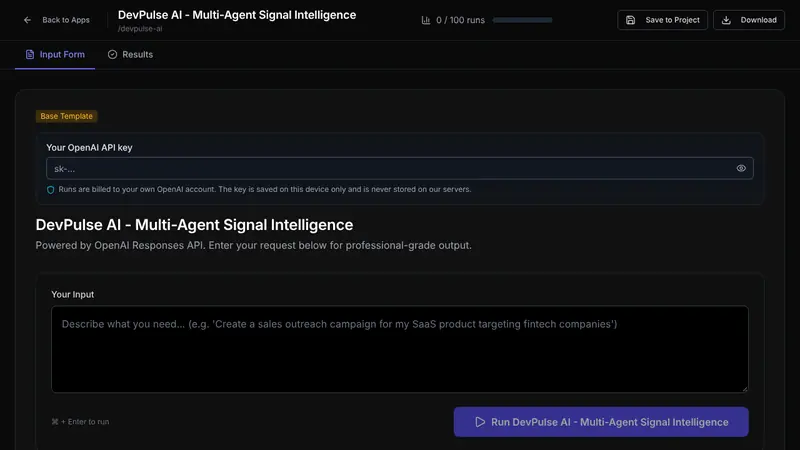 Back to Apps
DevPulse AI - Multi-Agent Signal Intelligence
/devpulse-ai
0 / 100 runs
Save to Project
Download
Input Form
Results
Base Template
Your OpenAI API key
sk-...
Runs are billed to your own OpenAI account. The key is saved on this device only and is never stored on our servers.
DevPulse AI - Multi-Agent Signal Intelligence
Powered by OpenAI Responses API. Enter your request below for professional-grade output.
Your Input
Describe what you need... (e.g. 'Create a sales outreach campaign for my SaaS product targeting fintech companies')
⌘ + Enter to run
Run DevPulse AI - Multi-Agent Signal Intelligence